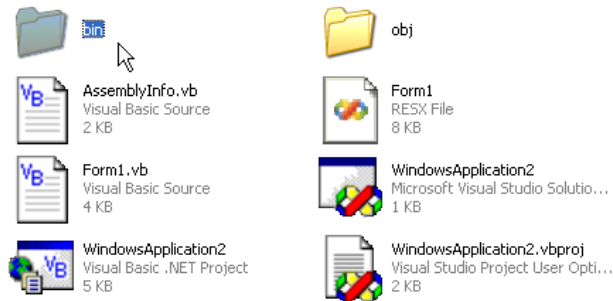 bin
obj
AssemblyInfo.vb
Visual Basic Source
2 KB
Form1
RESX File
8 KB
Form1.vb
Visual Basic Source
4 KB
WindowsApplication2
Microsoft Visual Studio Solutio...
1 KB
WindowsApplication2
Visual Basic .NET Project
5 KB
WindowsApplication2.vbproj
Visual Studio Project User Opti...
2 KB